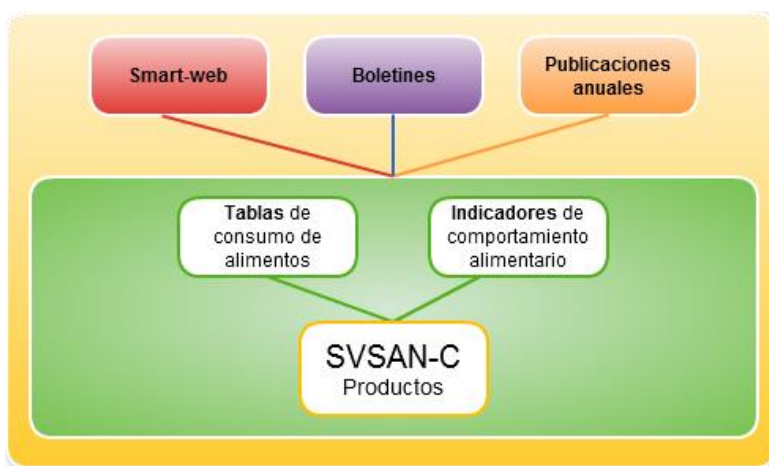 Smart-web
Boletines
Publicaciones
anuales
Tablas de
consumo de
alimentos
Indicadores de
comportamiento
alimentario
SVSAN-C
Productos